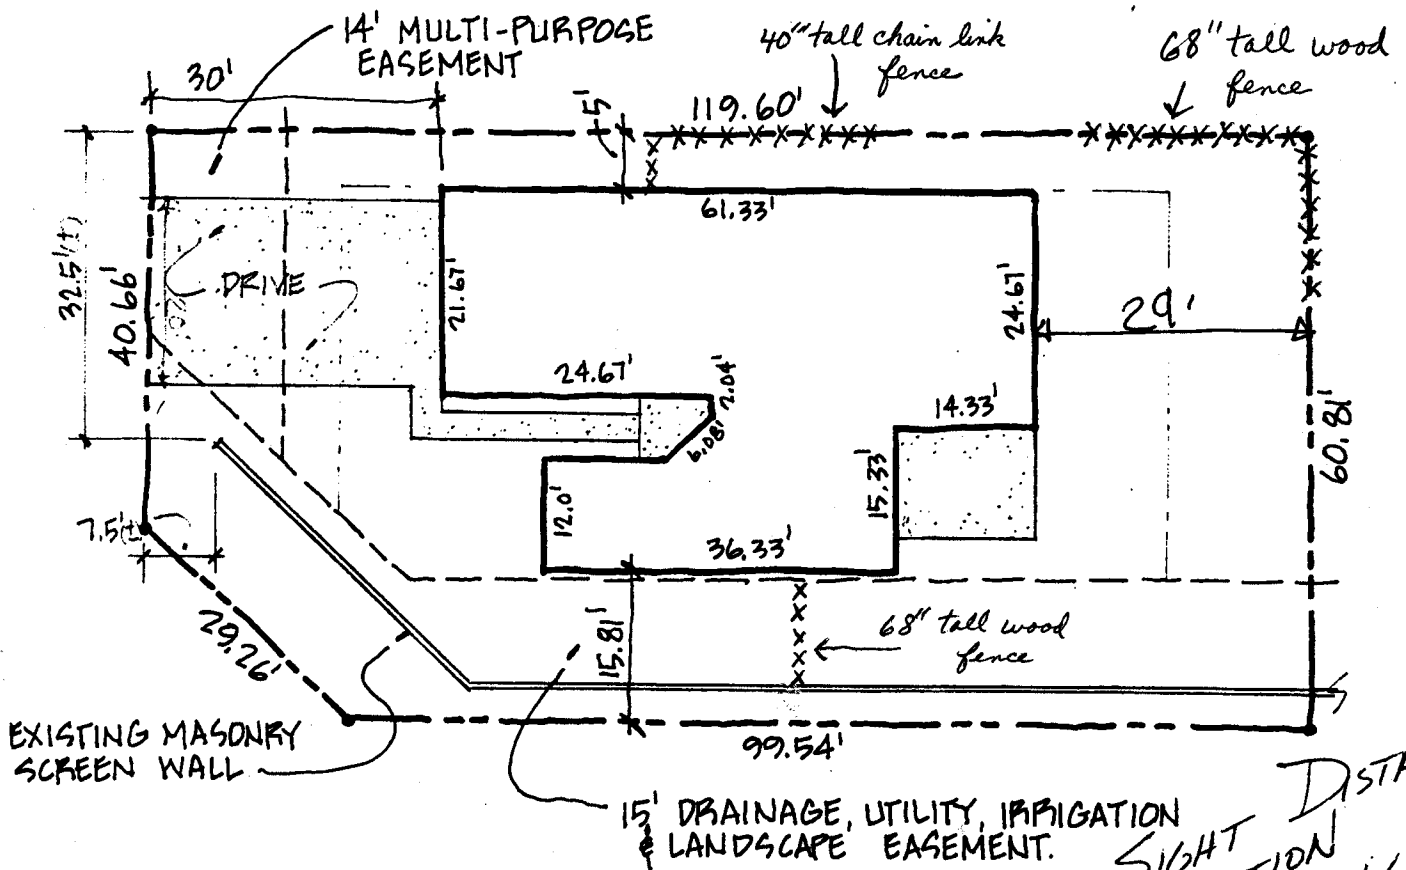 14' MULTI-PURPOSE
EASEMENT
40" tall chain link
fence
68" tall wood
fence
30'
5'
119.60'
61.33'
32.5'(±)
40.66'
DRIVE
21.67'
24.67'
29'
24.67'
2.04'
6.08'
14.33'
15.33'
60.81'
12.0'
36.33'
7.5'(±)
29.26'
15.81'
68" tall wood
fence
EXISTING MASONRY
SCREEN WALL
99.54'
15' DRAINAGE, UTILITY, IRRIGATION
& LANDSCAPE EASEMENT.
SIGHT